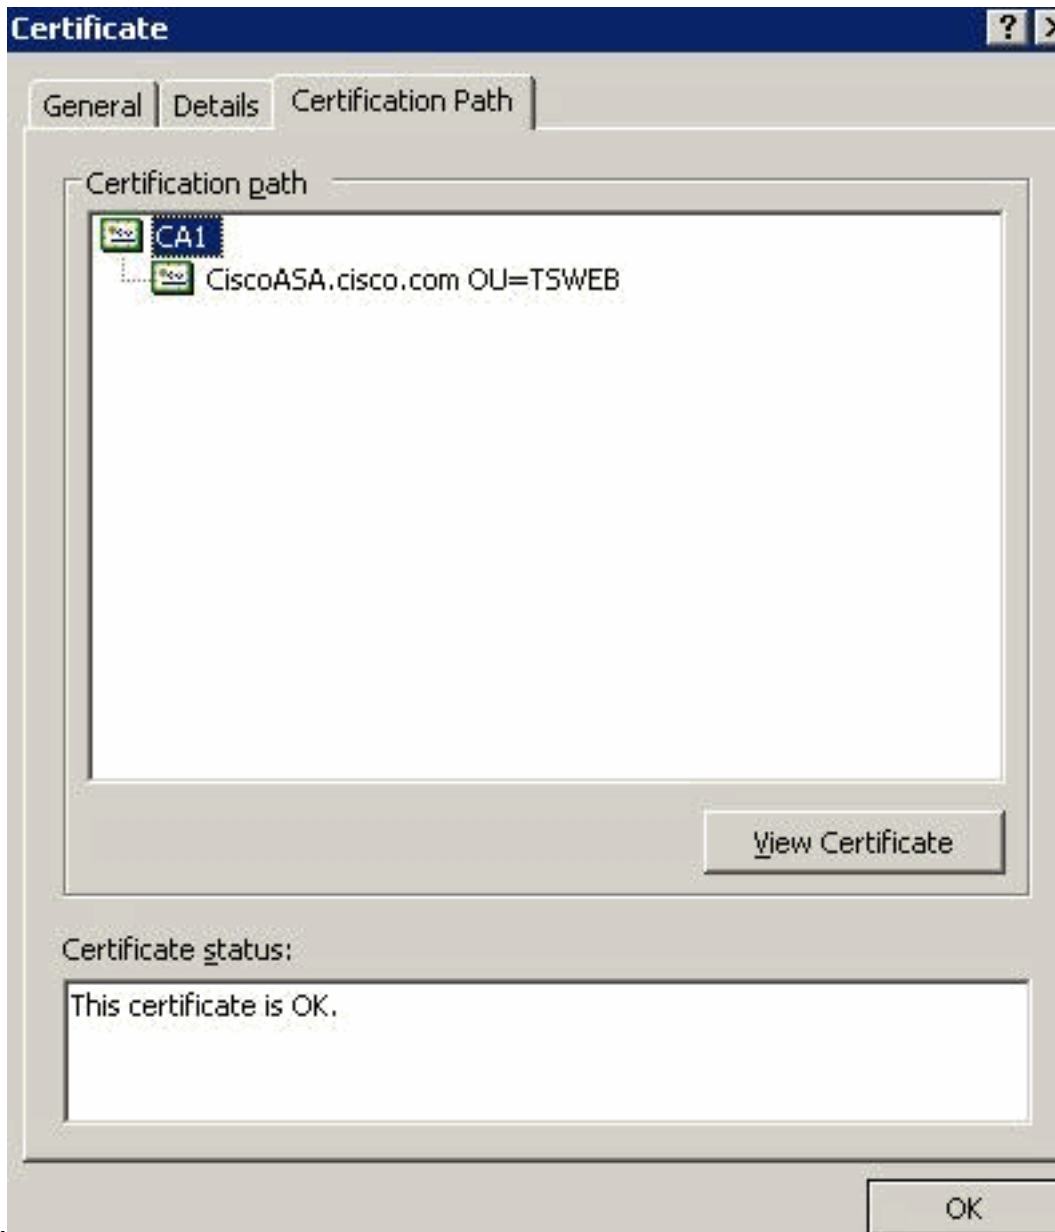 Certificate
General Details Certification Path
Certification path
CA1
CiscoASA.cisco.com OU=TSWEB
View Certificate
Certificate status:
This certificate is OK.
OK